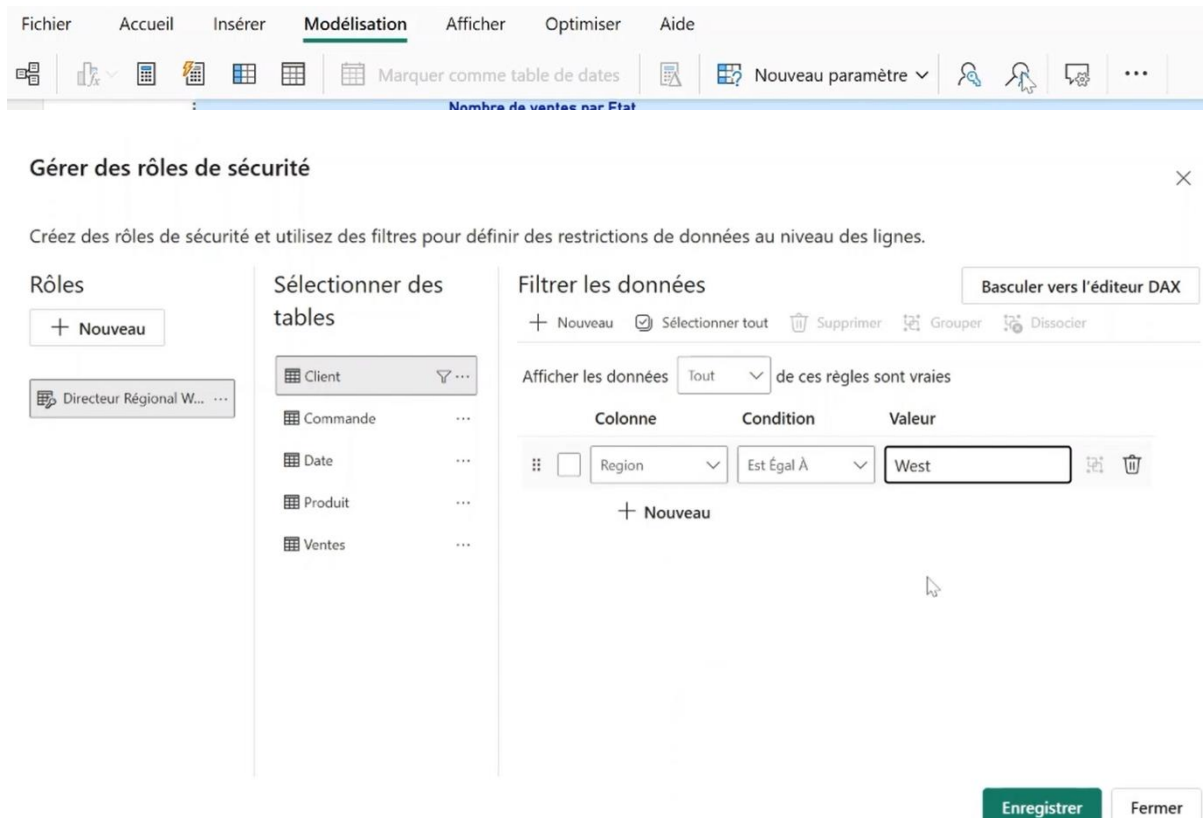 Fichier Accueil Insérer Modélisation Afficher Optimiser Aide
Marquer comme table de dates Nouveau paramètre
Nombre de ventes par Etat
Gérer des rôles de sécurité
Créez des rôles de sécurité et utilisez des filtres pour définir des restrictions de données au niveau des lignes.
Rôles
+ Nouveau
Directeur Régional W... ...
Sélectionner des
tables
Client ...
Commande ...
Date ...
Produit ...
Ventes ...
Filtrer les données
Basculer vers l'éditeur DAX
+ Nouveau Sélectionner tout Supprimer Grouper Dissocier
Afficher les données Tout de ces règles sont vraies
Colonne Condition Valeur
Region Est Égal À West
+ Nouveau
Enregistrer Fermer